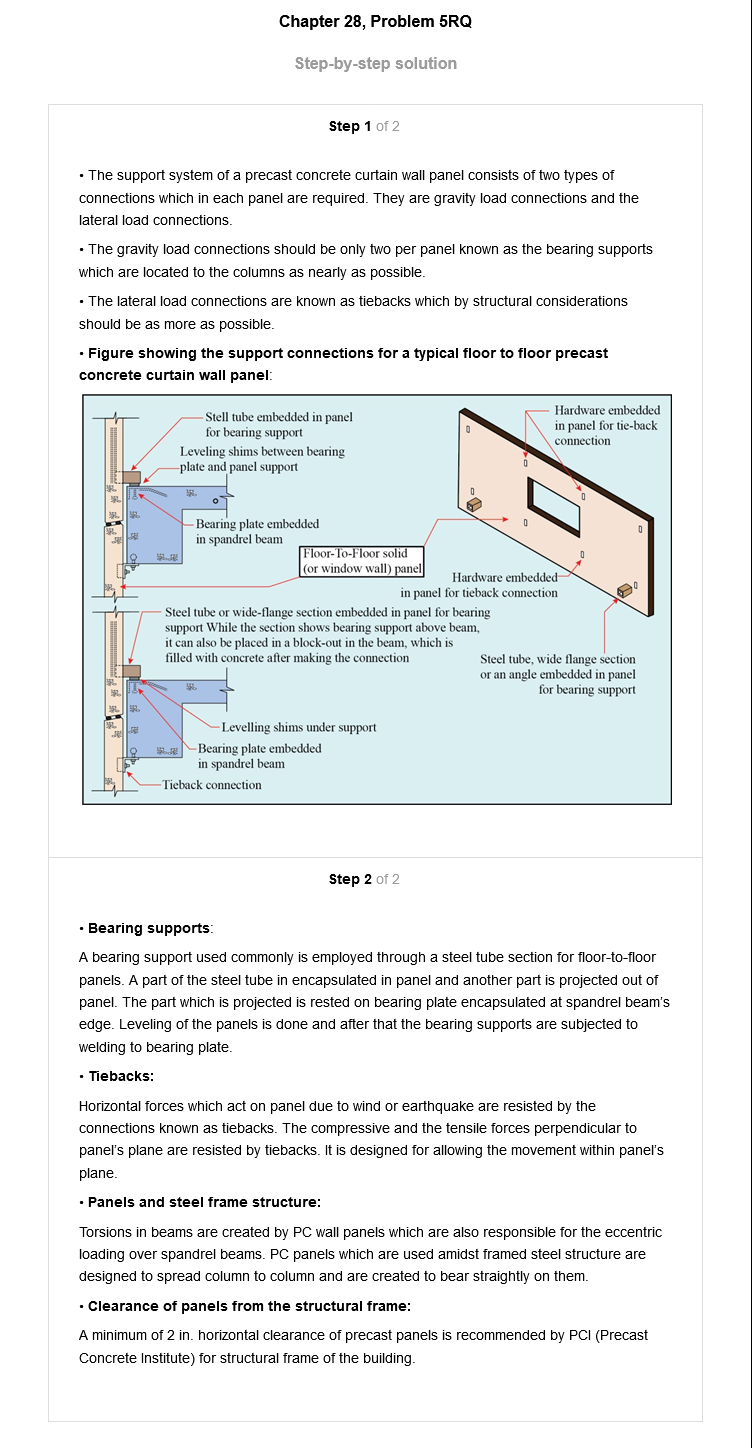 Chapter 28, Problem 5RQ
Step-by-step solution
Step 1 of 2
• The support system of a precast concrete curtain wall panel consists of two types of
connections which in each panel are required. They are gravity load connections and the
lateral load connections.
• The gravity load connections should be only two per panel known as the bearing supports
which are located to the columns as nearly as possible.
• The lateral load connections are known as tiebacks which by structural considerations
should be as more as possible.
• Figure showing the support connections for a typical floor to floor precast
concrete curtain wall panel:
Stell tube embedded in panel
for bearing support
Leveling shims between bearing
plate and panel support
Bearing plate embedded
in spandrel beam
Floor-To-Floor solid
(or window wall) panel
Hardware embedded
in panel for tie-back
connection
Hardware embedded
in panel for tieback connection
Steel tube or wide-flange section embedded in panel for bearing
support While the section shows bearing support above beam,
it can also be placed in a block-out in the beam, which is
filled with concrete after making the connection
Steel tube, wide flange section
or an angle embedded in panel
for bearing support
Levelling shims under support
Bearing plate embedded
in spandrel beam
Tieback connection
Step 2 of 2
• Bearing supports:
A bearing support used commonly is employed through a steel tube section for floor-to-floor
panels. A part of the steel tube in encapsulated in panel and another part is projected out of
panel. The part which is projected is rested on bearing plate encapsulated at spandrel beam's
edge. Leveling of the panels is done and after that the bearing supports are subjected to
welding to bearing plate.
• Tiebacks:
Horizontal forces which act on panel due to wind or earthquake are resisted by the
connections known as tiebacks. The compressive and the tensile forces perpendicular to
panel's plane are resisted by tiebacks. It is designed for allowing the movement within panel's
plane.
• Panels and steel frame structure:
Torsions in beams are created by PC wall panels which are also responsible for the eccentric
loading over spandrel beams. PC panels which are used amidst framed steel structure are
designed to spread column to column and are created to bear straightly on them.
• Clearance of panels from the structural frame:
A minimum of 2 in. horizontal clearance of precast panels is recommended by PCI (Precast
Concrete Institute) for structural frame of the building.